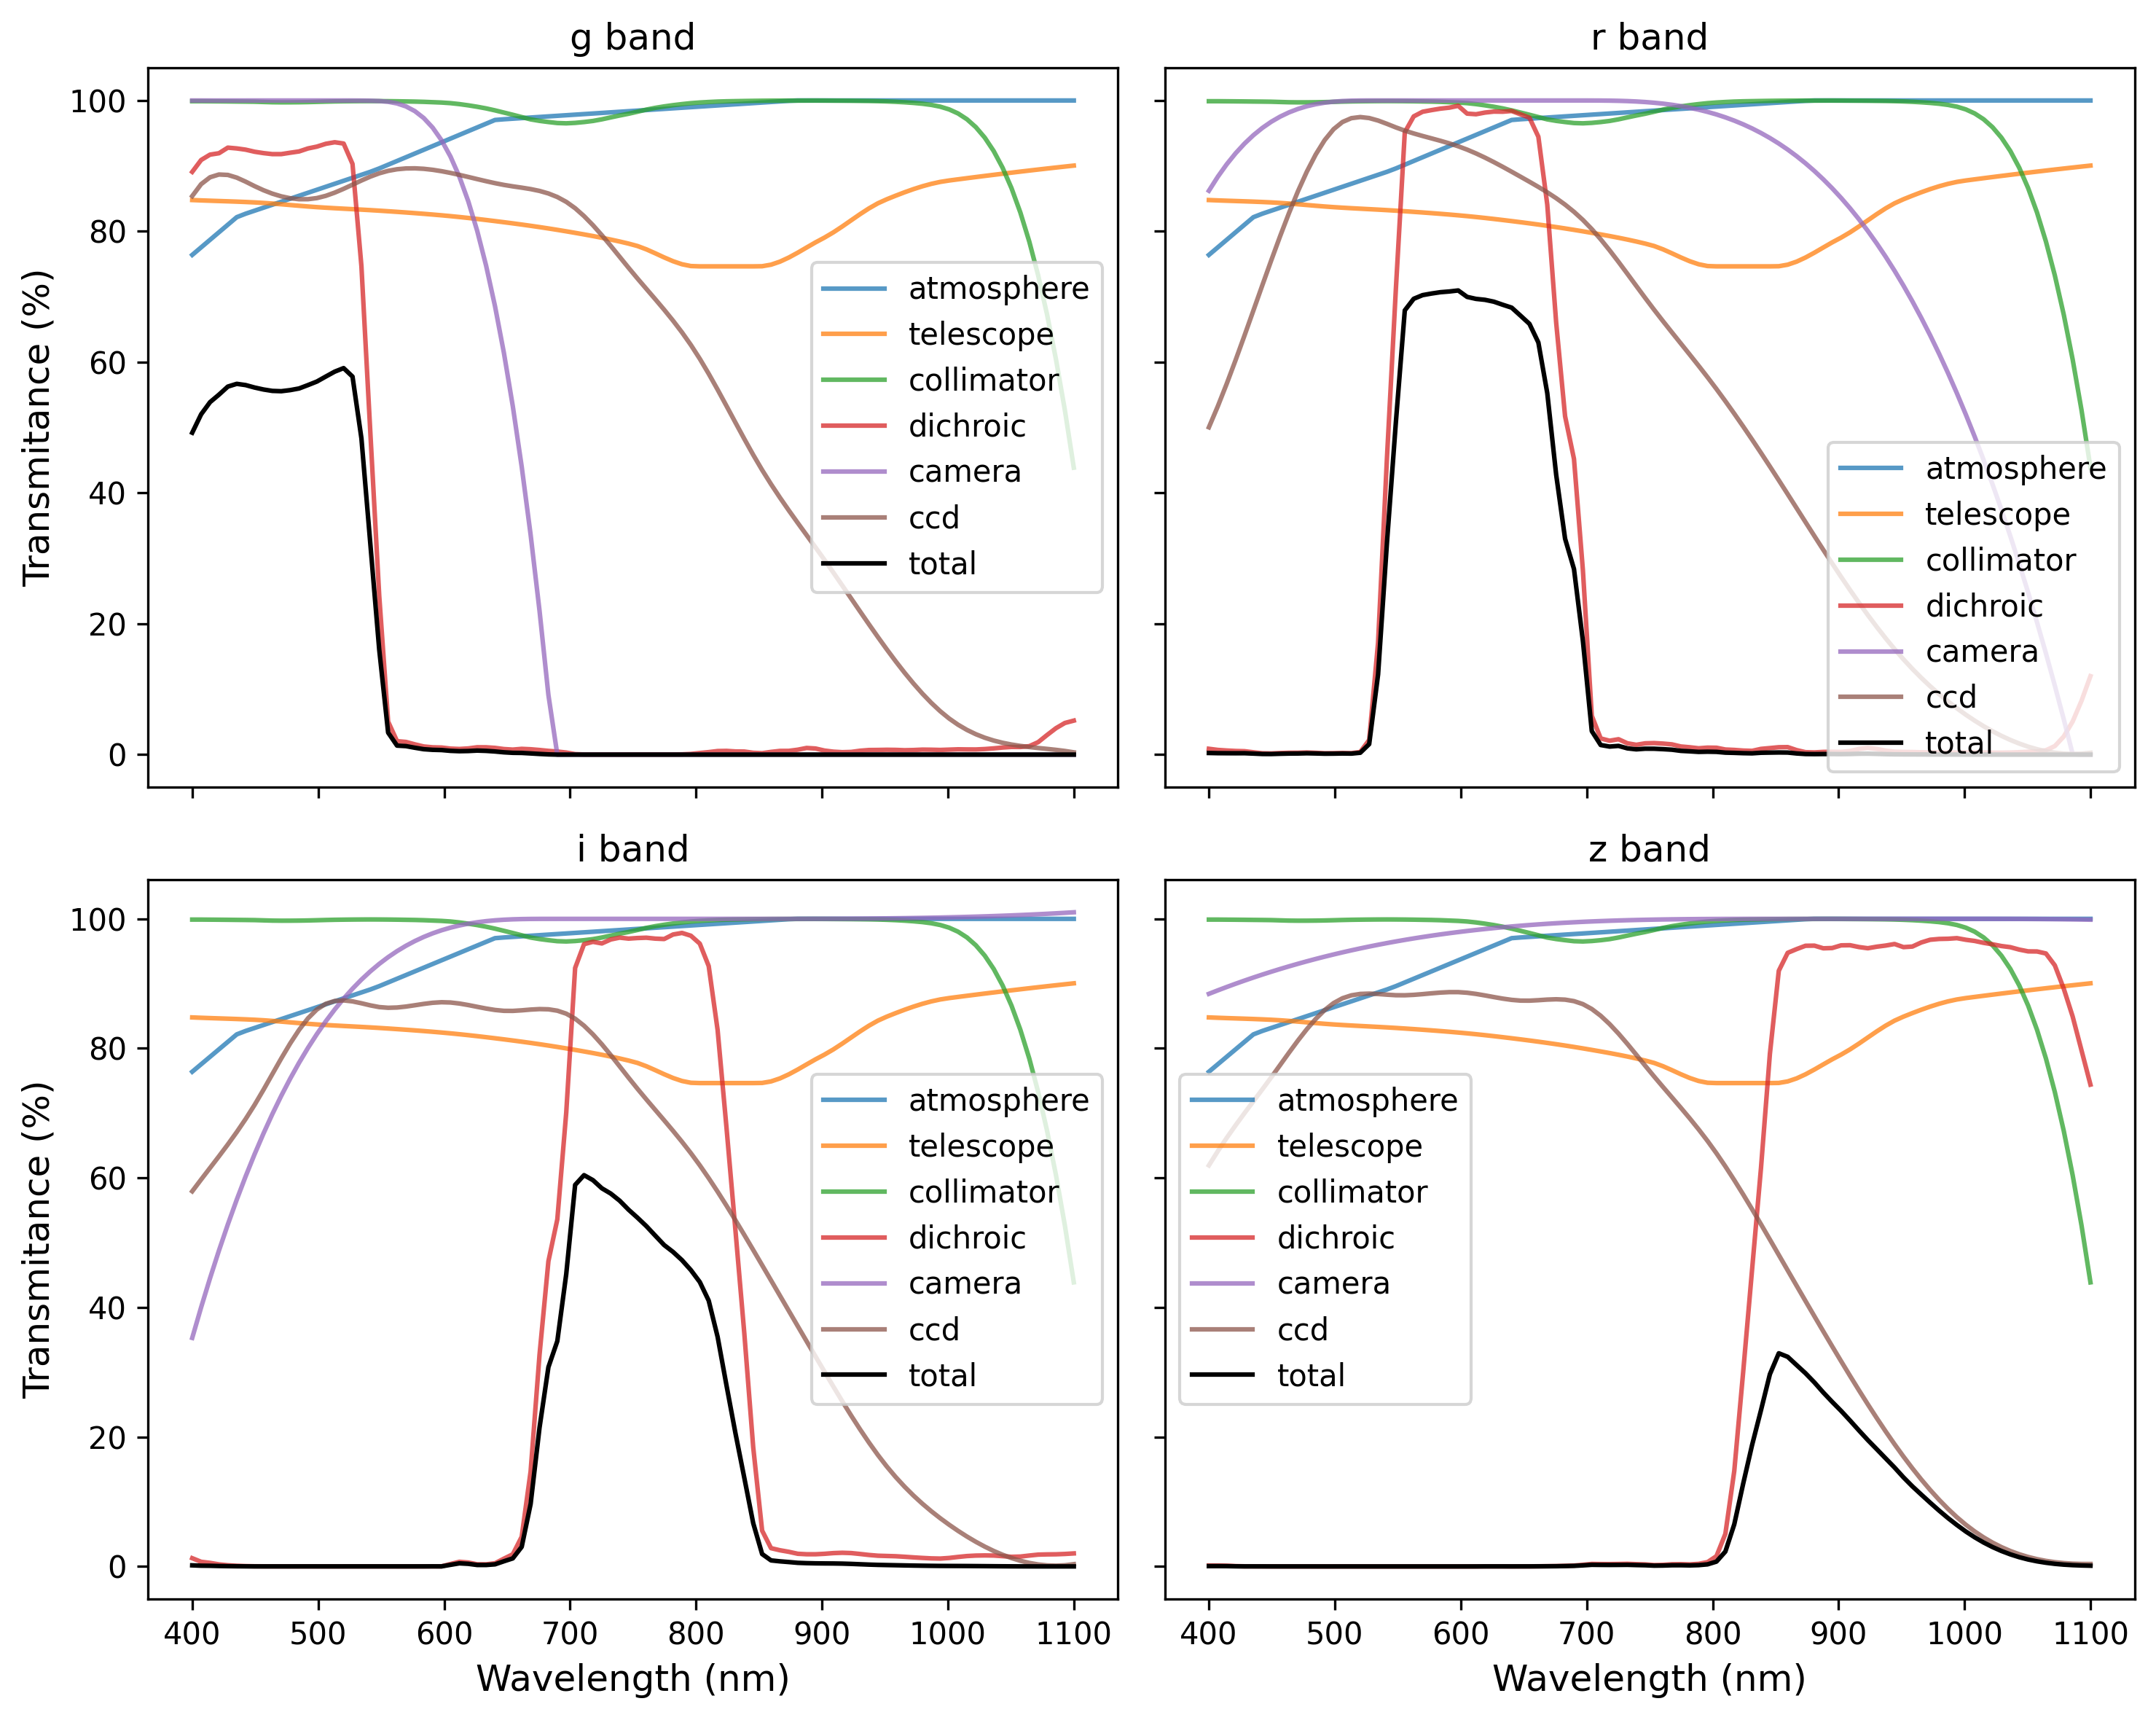 g band
r band
Transmitance (%)
100
80
60
40
20
0
atmosphere
telescope
collimator
dichroic
camera
ccd
total
atmosphere
telescope
collimator
dichroic
camera
ccd
total
i band
z band
Transmitance (%)
100
80
60
40
20
0
atmosphere
telescope
collimator
dichroic
camera
ccd
total
atmosphere
telescope
collimator
dichroic
camera
ccd
total
400 500 600 700 800 900 1000 1100
400 500 600 700 800 900 1000 1100
Wavelength (nm)
Wavelength (nm)